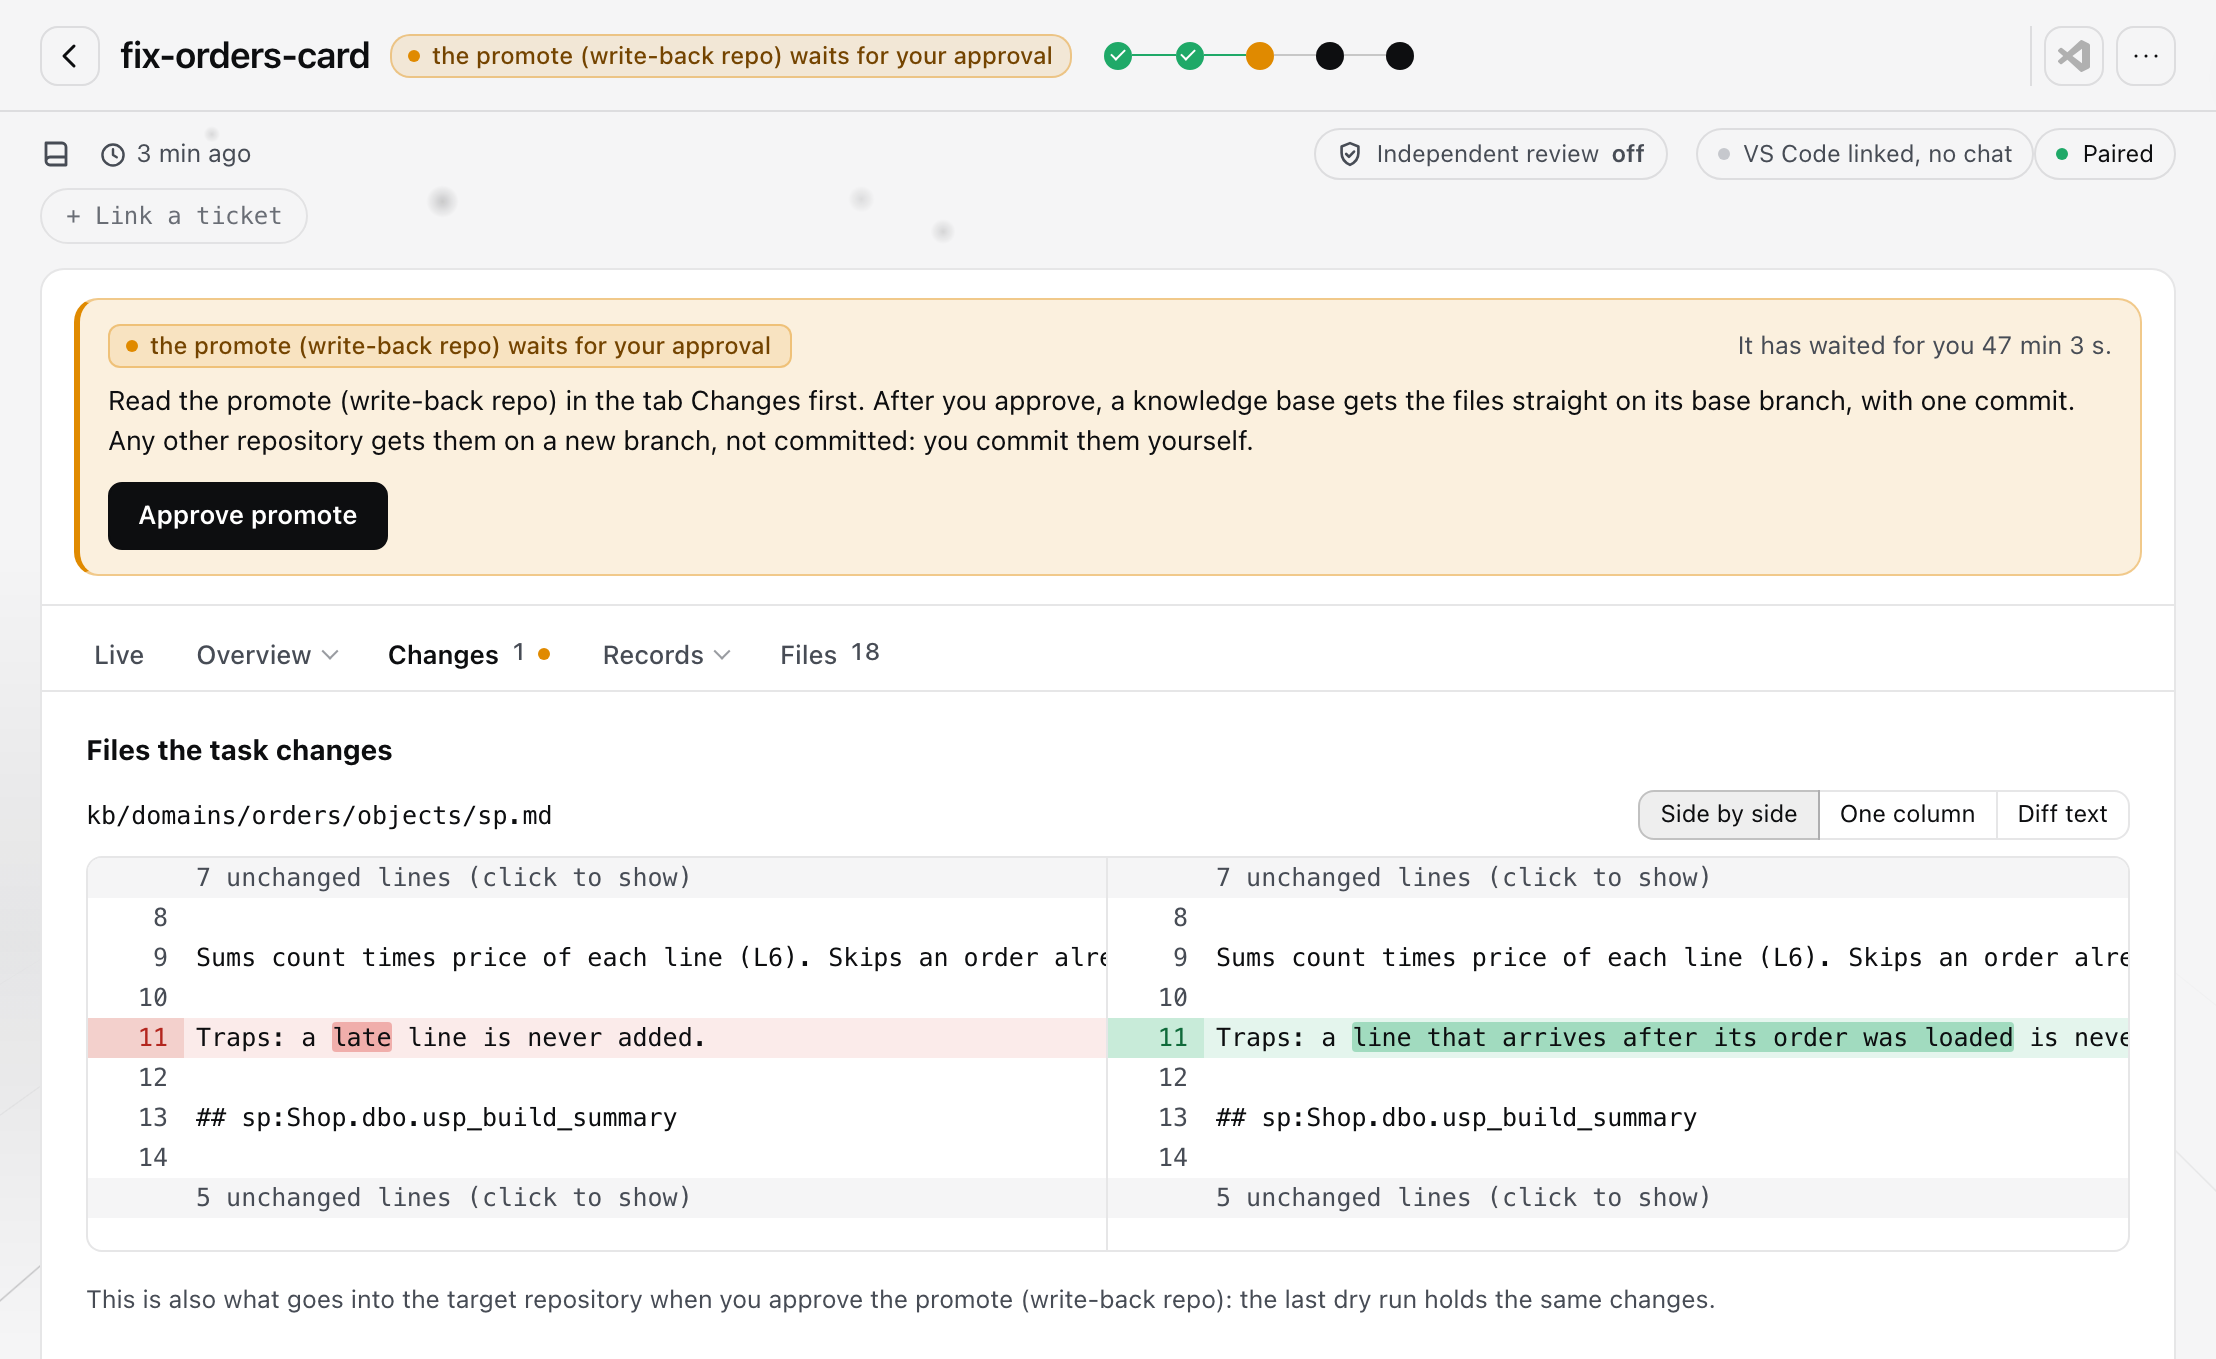 fix-orders-card
the promote (write-back repo) waits for your approval
3 min ago
Independent review off
VS Code linked, no chat
Paired
+ Link a ticket
the promote (write-back repo) waits for your approval
It has waited for you 47 min 3 s.
Read the promote (write-back repo) in the tab Changes first. After you approve, a knowledge base gets the files straight on its base branch, with one commit.
Any other repository gets them on a new branch, not committed: you commit them yourself.
Approve promote
Live
Overview
Changes 1
Records
Files 18
Files the task changes
kb/domains/orders/objects/sp.md
Side by side
One column
Diff text
7 unchanged lines (click to show)
8
9 Sums count times price of each line (L6). Skips an order alre
10
11 Traps: a late line is never added.
12
13 ## sp:Shop.dbo.usp_build_summary
14
5 unchanged lines (click to show)
7 unchanged lines (click to show)
8
9 Sums count times price of each line (L6). Skips an order alre
10
11 Traps: a line that arrives after its order was loaded is neve
12
13 ## sp:Shop.dbo.usp_build_summary
14
5 unchanged lines (click to show)
This is also what goes into the target repository when you approve the promote (write-back repo): the last dry run holds the same changes.